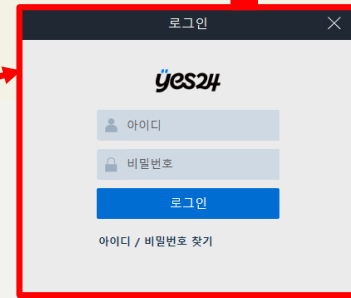 로그인
yes24
아이디
비밀번호
로그인
아이디 / 비밀번호 찾기